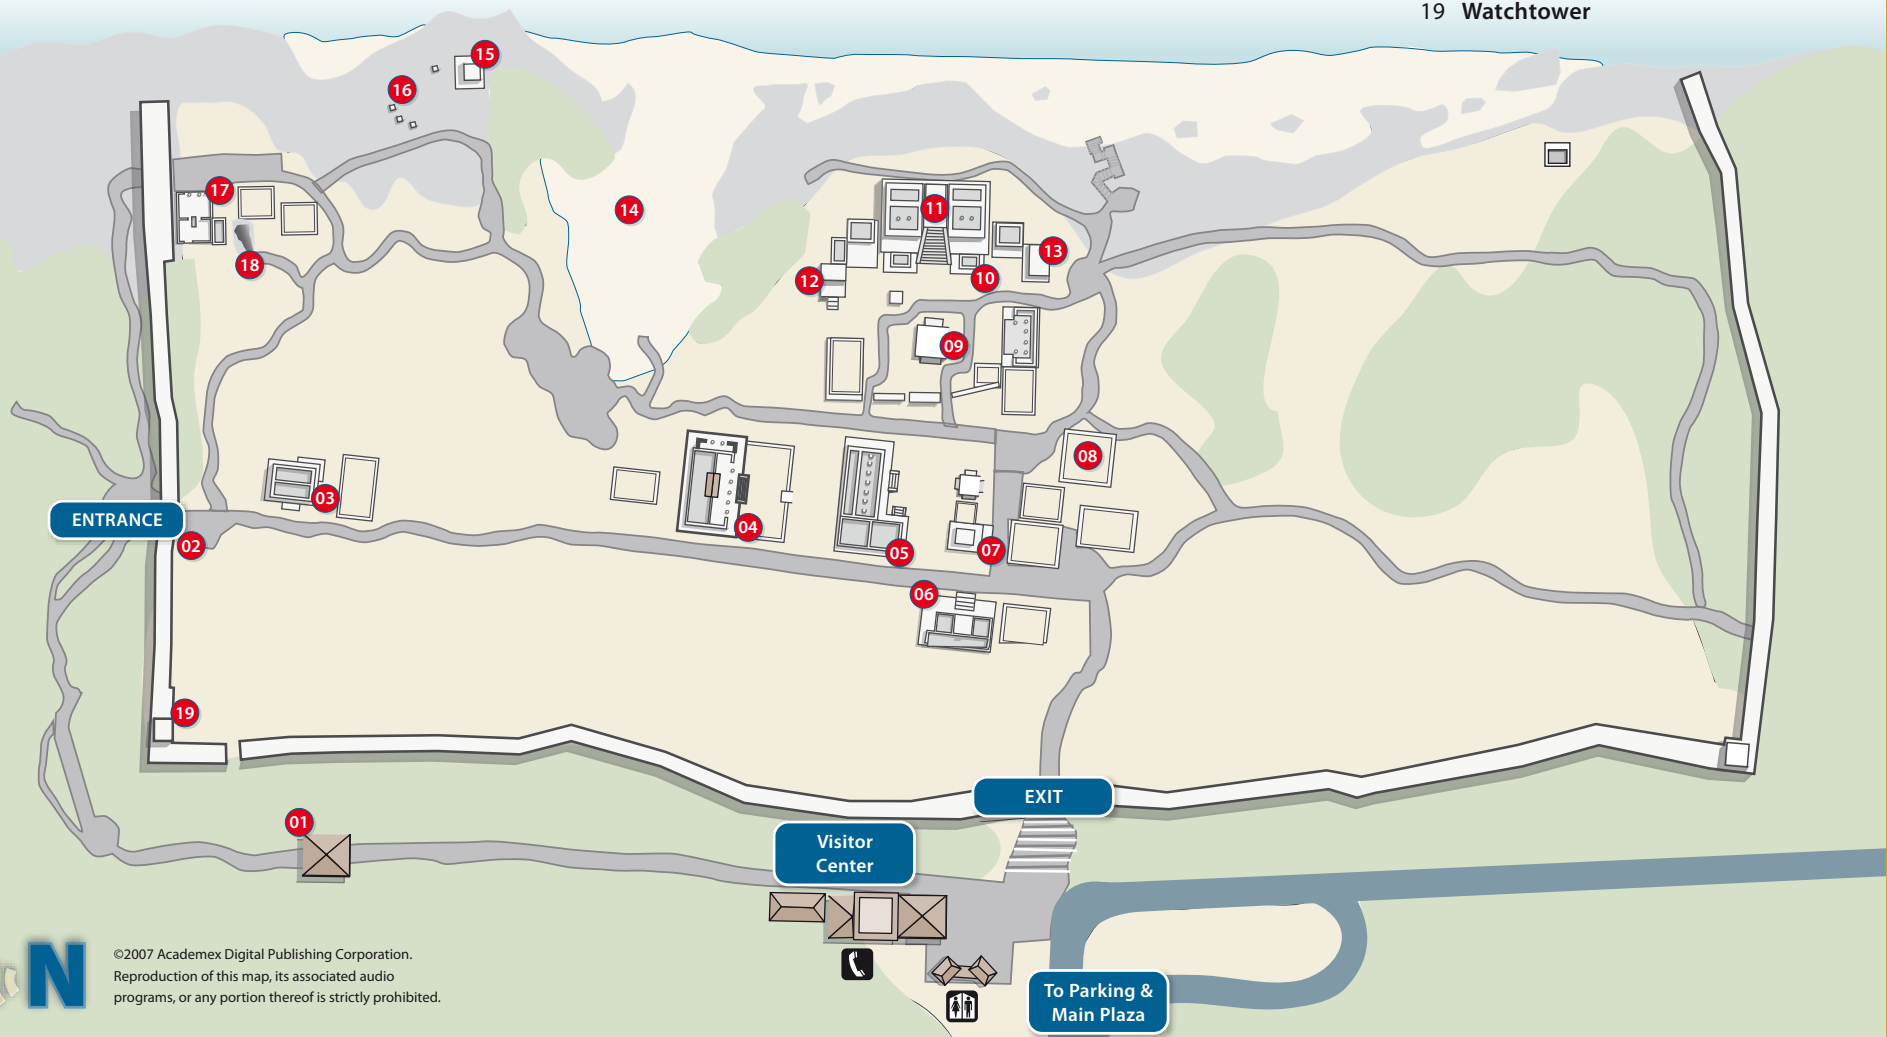 19 Watchtower
15
16
17
14
11
13
18
12
10
09
08
03
04
05
07
ENTRANCE
02
06
19
EXIT
01
Visitor
Center
N
©2007 Academex Digital Publishing Corporation.
Reproduction of this map, its associated audio
programs, or any portion thereof is strictly prohibited.
To Parking &
Main Plaza